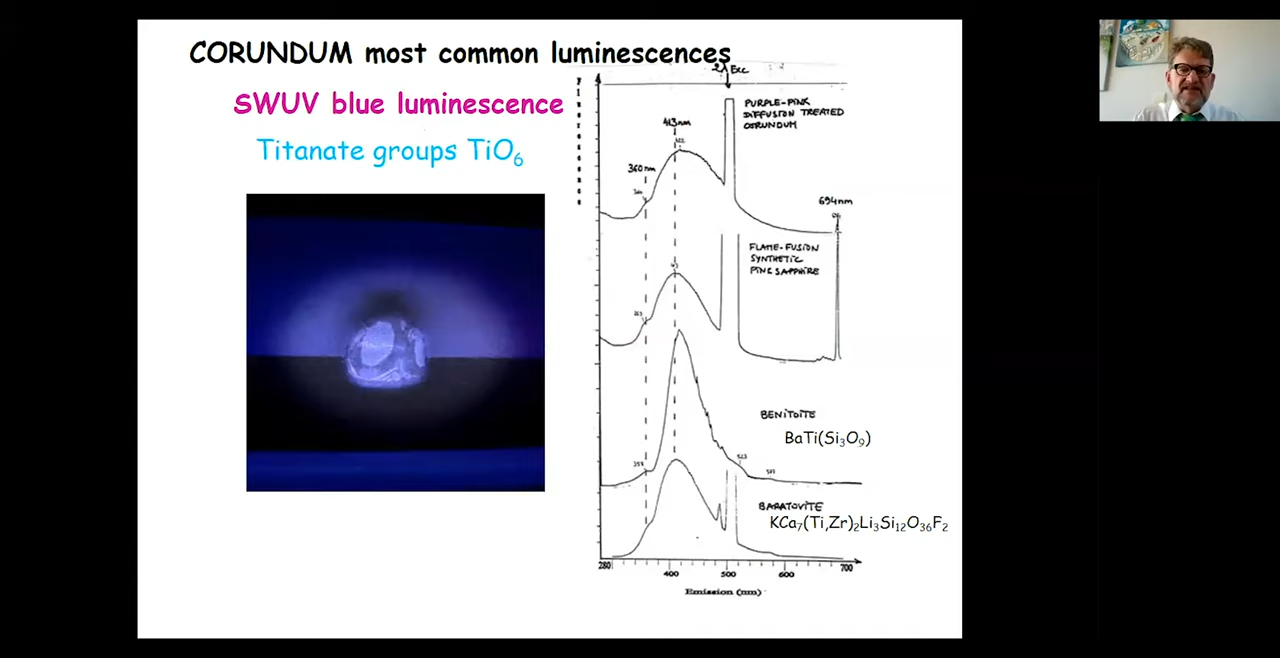 CORUNDUM most common luminescences
SWUV blue luminescence
Titanate groups TiO₆
2λ Exc
PURPLE-PINK
DIFFUSION TREATED
CORUNDUM
413nm
360nm
694nm
FLAME-FUSION
SYNTHETIC
PINK SAPPHIRE
BENITOITE
BaTi(Si₃O₉)
BARATOVITE
KCa₇(Ti,Zr)₂Li₃Si₁₂O₃₆F₂
280
400
500
600
700
Emission (nm)